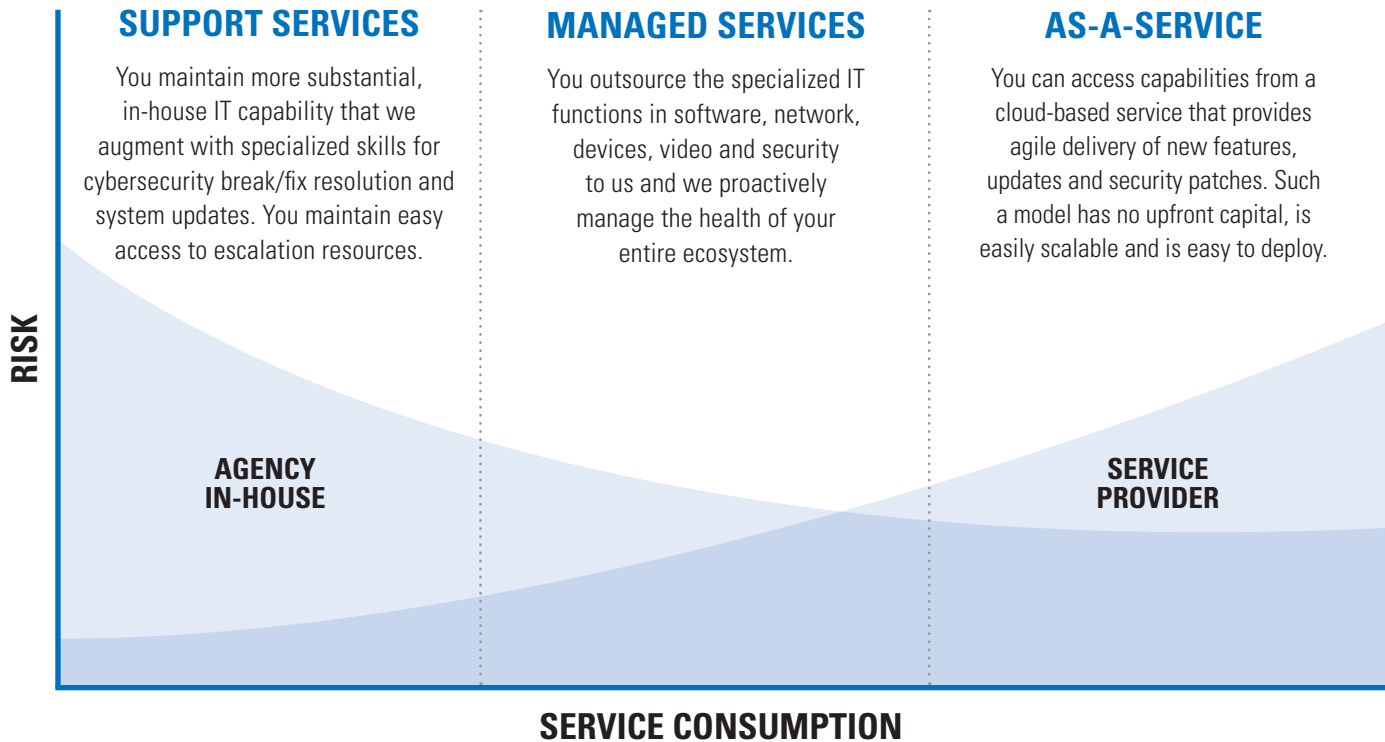 SUPPORT SERVICES
You maintain more substantial,
in-house IT capability that we
augment with specialized skills for
cybersecurity break/fix resolution and
system updates. You maintain easy
access to escalation resources.
MANAGED SERVICES
You outsource the specialized IT
functions in software, network,
devices, video and security
to us and we proactively
manage the health of your
entire ecosystem.
AS-A-SERVICE
You can access capabilities from a
cloud-based service that provides
agile delivery of new features,
updates and security patches. Such
a model has no upfront capital, is
easily scalable and is easy to deploy.
RISK
AGENCY
IN-HOUSE
SERVICE
PROVIDER
SERVICE CONSUMPTION